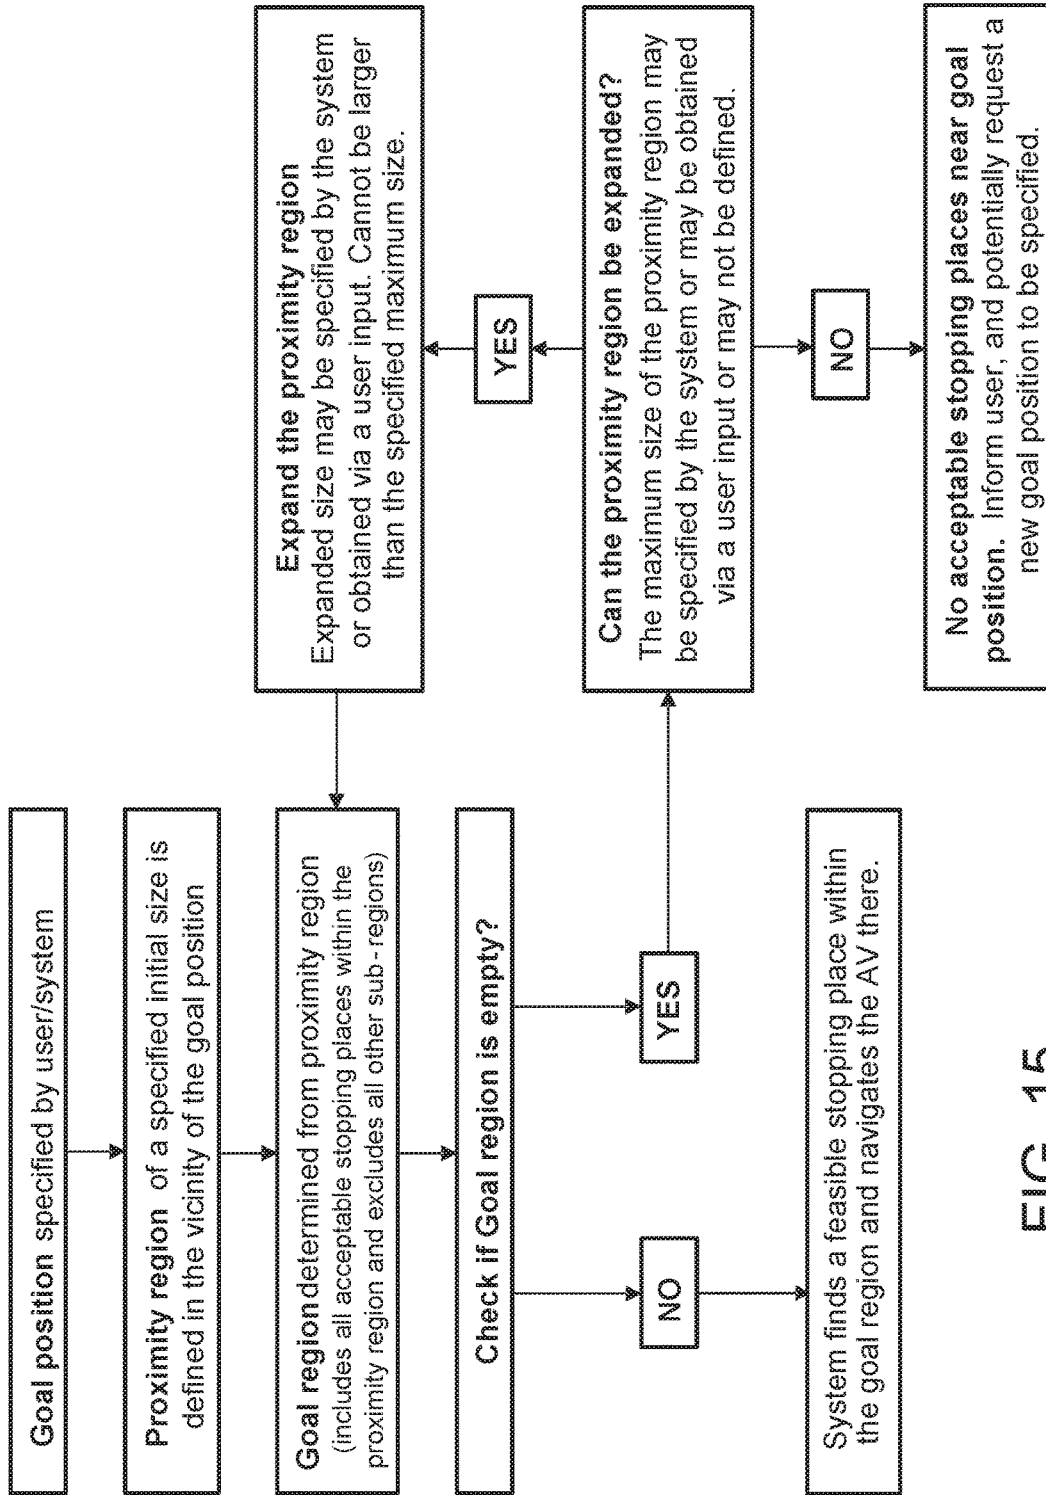 Goal position specified by user/system
Proximity region of a specified initial size is
defined in the vicinity of the goal position
Goal region determined from proximity region
(includes all acceptable stopping places within the
proximity region and excludes all other sub-regions)
Check if Goal region is empty?
NO
YES
System finds a feasible stopping place within
the goal region and navigates the AV there.
Expand the proximity region
Expanded size may be specified by the system
or obtained via a user input. Cannot be larger
than the specified maximum size.
YES
Can the proximity region be expanded?
The maximum size of the proximity region may
be specified by the system or may be obtained
via a user input or may not be defined.
NO
No acceptable stopping places near goal
position. Inform user, and potentially request a
new goal position to be specified.
FIG. 15